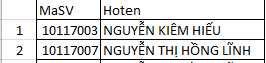 MaSV Hoten
1 10117003 NGUYỄN KIÊM HIẾU
2 10117007 NGUYỄN THỊ HỒNG LĨNH